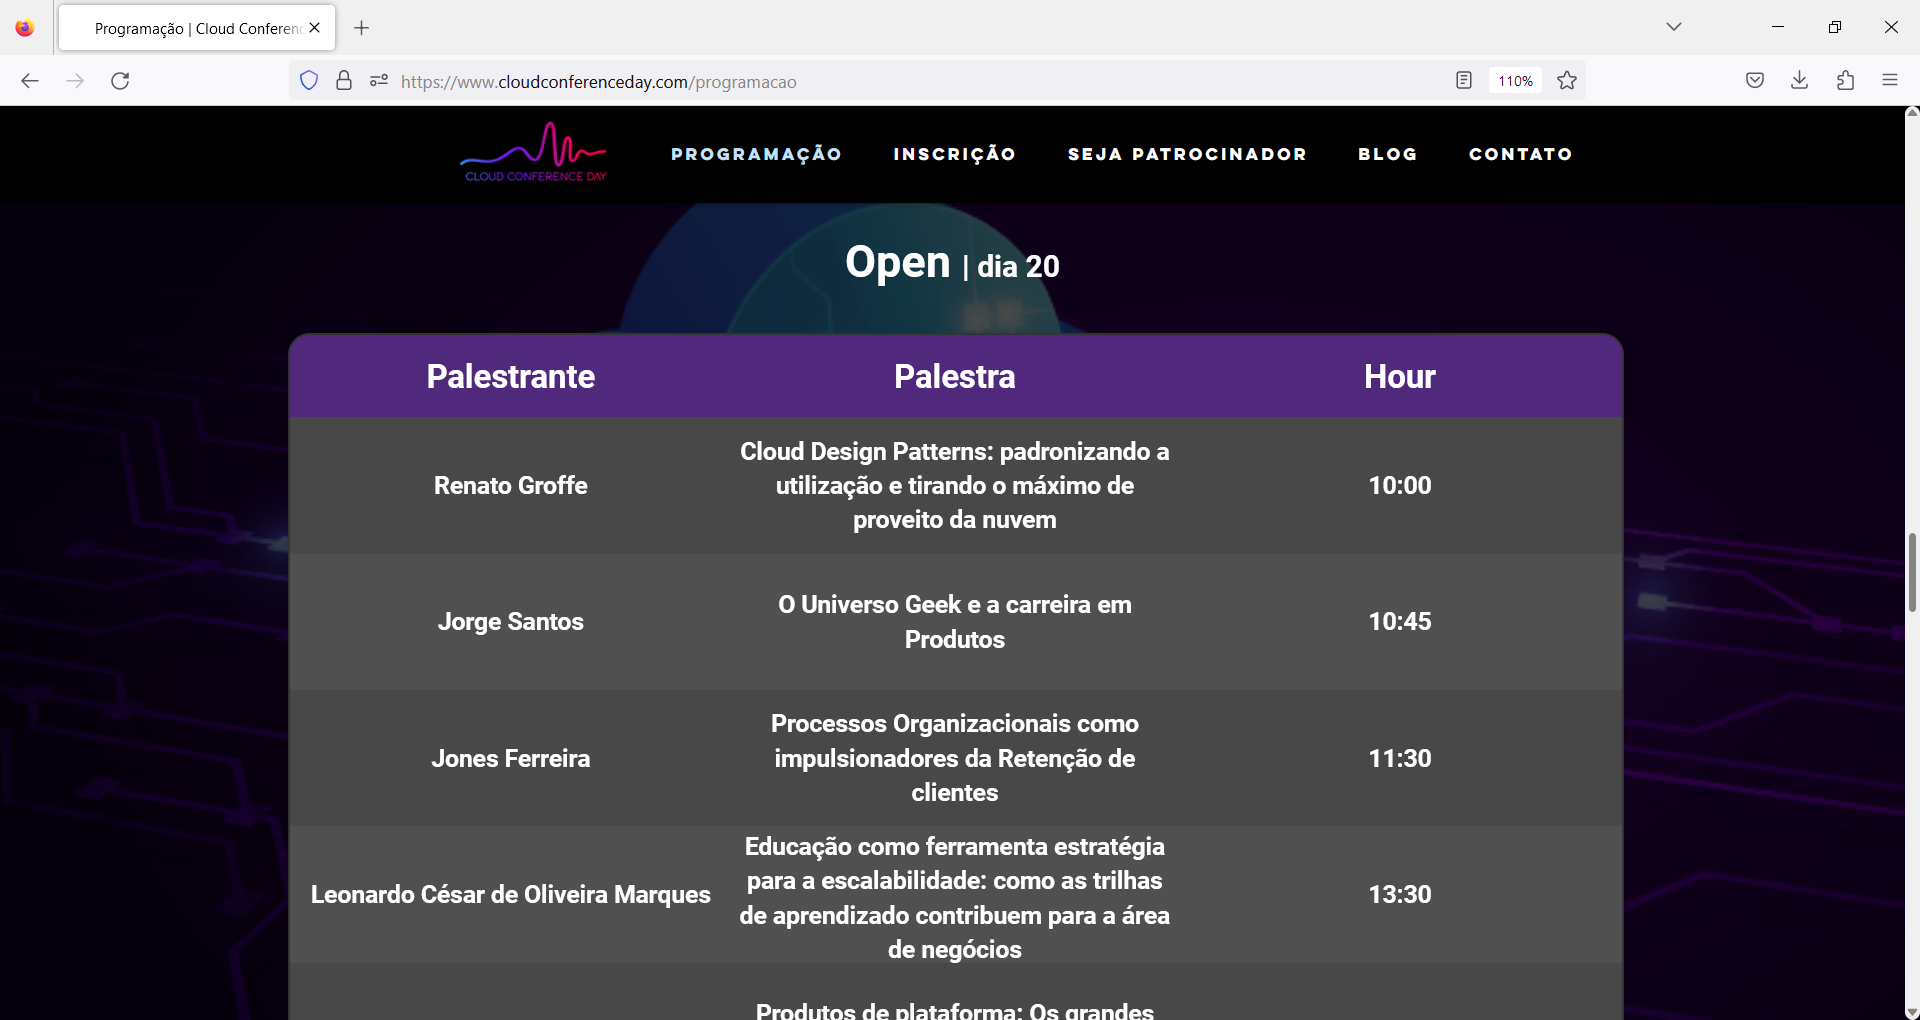 Programação | Cloud Conferenc
https://www.cloudconferenceday.com/programacao
110%
CLOUD CONFERENCE DAY
PROGRAMAÇÃO
INSCRIÇÃO
SEJA PATROCINADOR
BLOG
CONTATO
Open | dia 20
Palestrante
Palestra
Hour
Renato Groffe
Cloud Design Patterns: padronizando a
utilização e tirando o máximo de
proveito da nuvem
10:00
Jorge Santos
O Universo Geek e a carreira em
Produtos
10:45
Jones Ferreira
Processos Organizacionais como
impulsionadores da Retenção de
clientes
11:30
Leonardo César de Oliveira Marques
Educação como ferramenta estratégia
para a escalabilidade: como as trilhas
de aprendizado contribuem para a área
de negócios
13:30
Produtos de plataforma: Os grandes